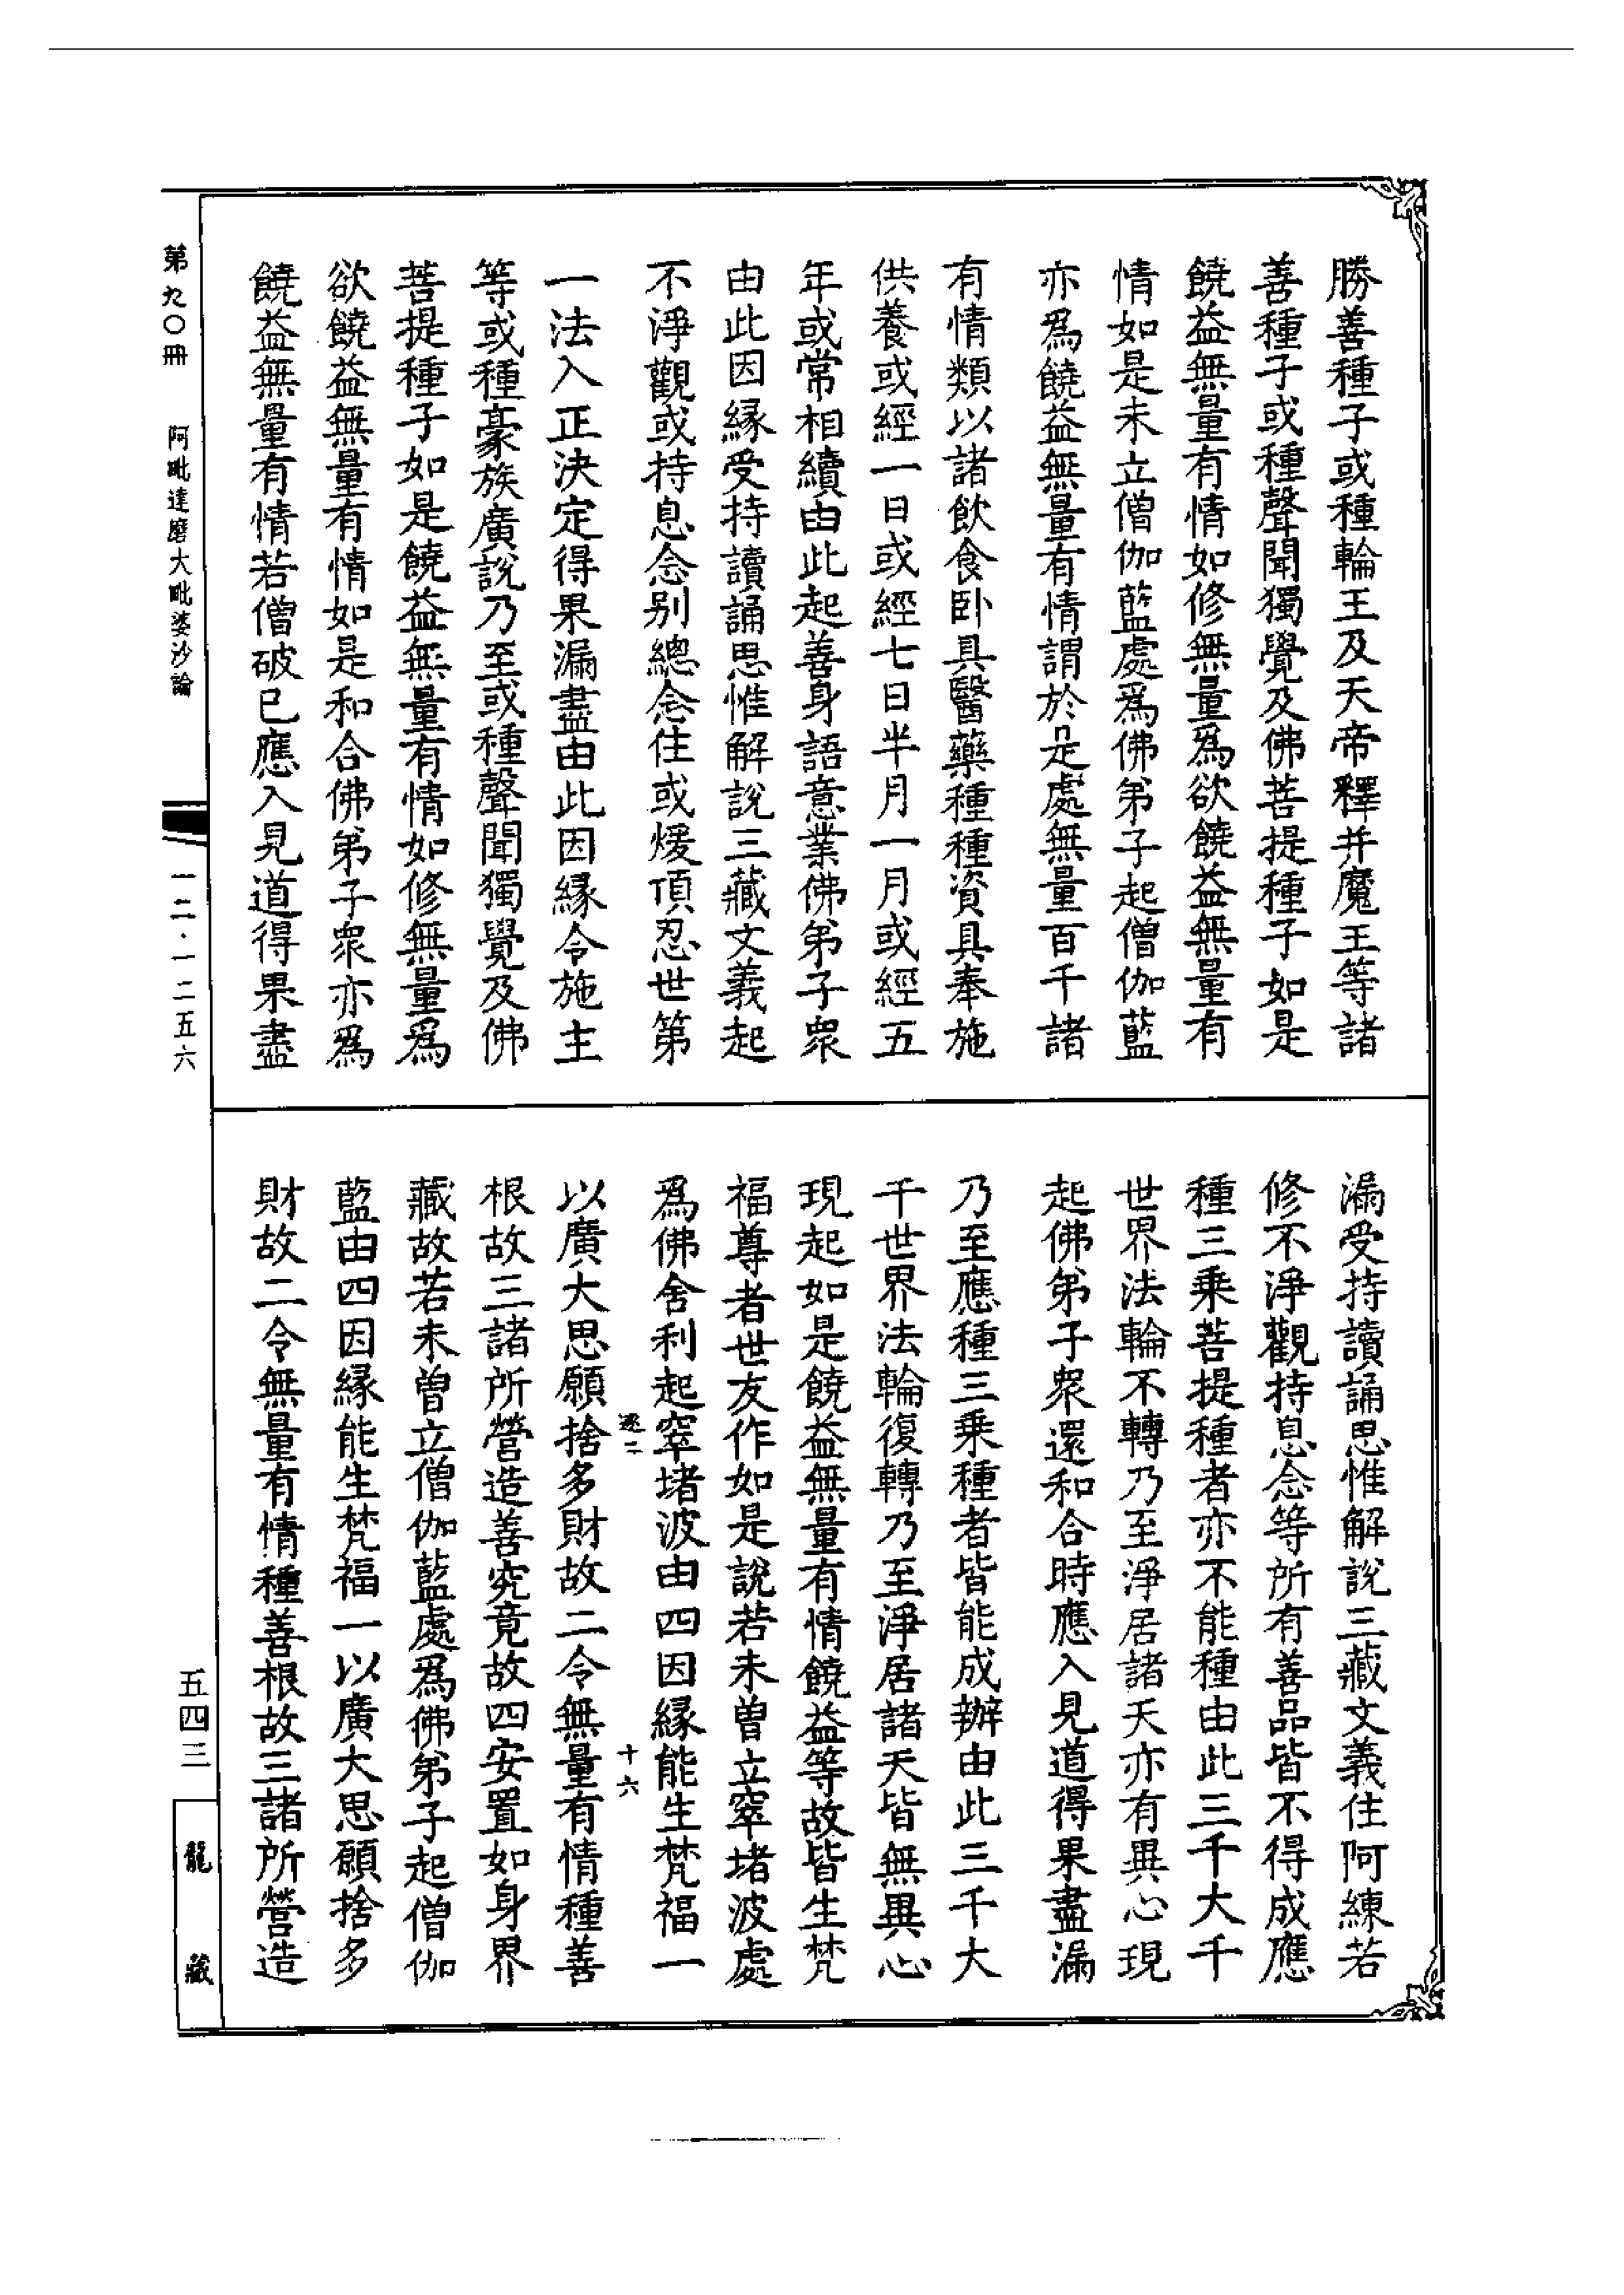 勝善種子或種輪王及天帝釋并魔王等諸
善種子或種聲聞獨覺及佛菩提種子如是
饒益無量有情如修無量為欲饒益無量有
情如是未立僧伽藍處為佛弟子起僧伽藍
亦為饒益無量有情謂於是處無量百千諸
有情類以諸飲食卧具醫藥種種資具奉施
供養或經一日或經七日半月一月或經五
年或常相續由此起善身語意業佛弟子眾
由此因緣受持讀誦思惟解說三藏文義起
不淨觀或持息念别總念住或煖頂忍世第
一法入正決定得果漏盡由此因緣令施主
等或種豪族廣說乃至或種聲聞獨覺及佛
菩提種子如是饒益無量有情如修無量為
欲饒益無量有情如是和合佛弟子眾亦為
饒益無量有情若僧破已應入見道得果盡
漏受持讀誦思惟解說三藏文義住阿練若
修不淨觀持息念等所有善品皆不得成應
種三乘菩提種者亦不能種由此三千大千
世界法輪不轉乃至淨居諸天亦有異心現
起佛弟子眾還和合時應入見道得果盡漏
乃至應種三乘種者皆能成辦由此三千大
千世界法輪復轉乃至淨居諸天皆無異心
現起如是饒益無量有情饒益等故皆生梵
福尊者世友作如是說若未曾立窣堵波處
為佛舍利起窣堵波由四因緣能生梵福一
逐二 十六
以廣大思願捨多財故二令無量有情種善
根故三諸所營造善究竟故四安置如身界
藏故若未曾立僧伽藍處為佛弟子起僧伽
藍由四因緣能生梵福一以廣大思願捨多
財故二令無量有情種善根故三諸所營造
第九〇冊 阿毗達磨大毗婆沙論 一二·一二五六
五四三
龍藏